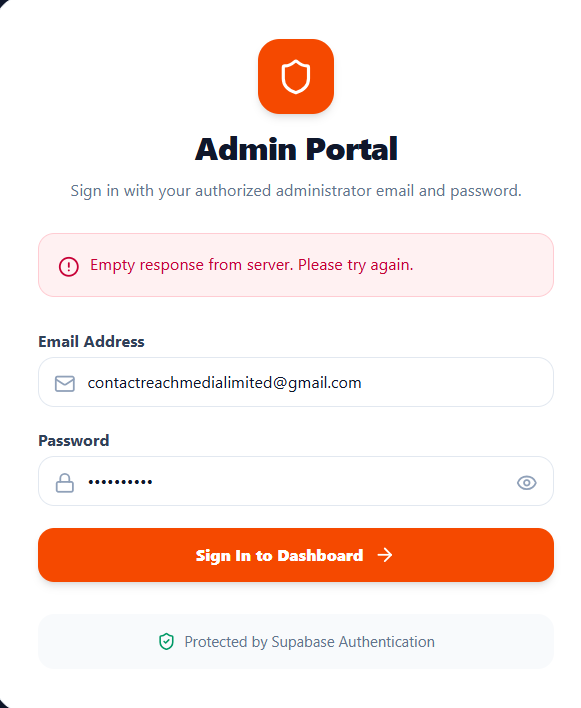 Admin Portal
Sign in with your authorized administrator email and password.
Empty response from server. Please try again.
Email Address
contactreachmedialimited@gmail.com
Password
••••••••••
Sign In to Dashboard →
Protected by Supabase Authentication